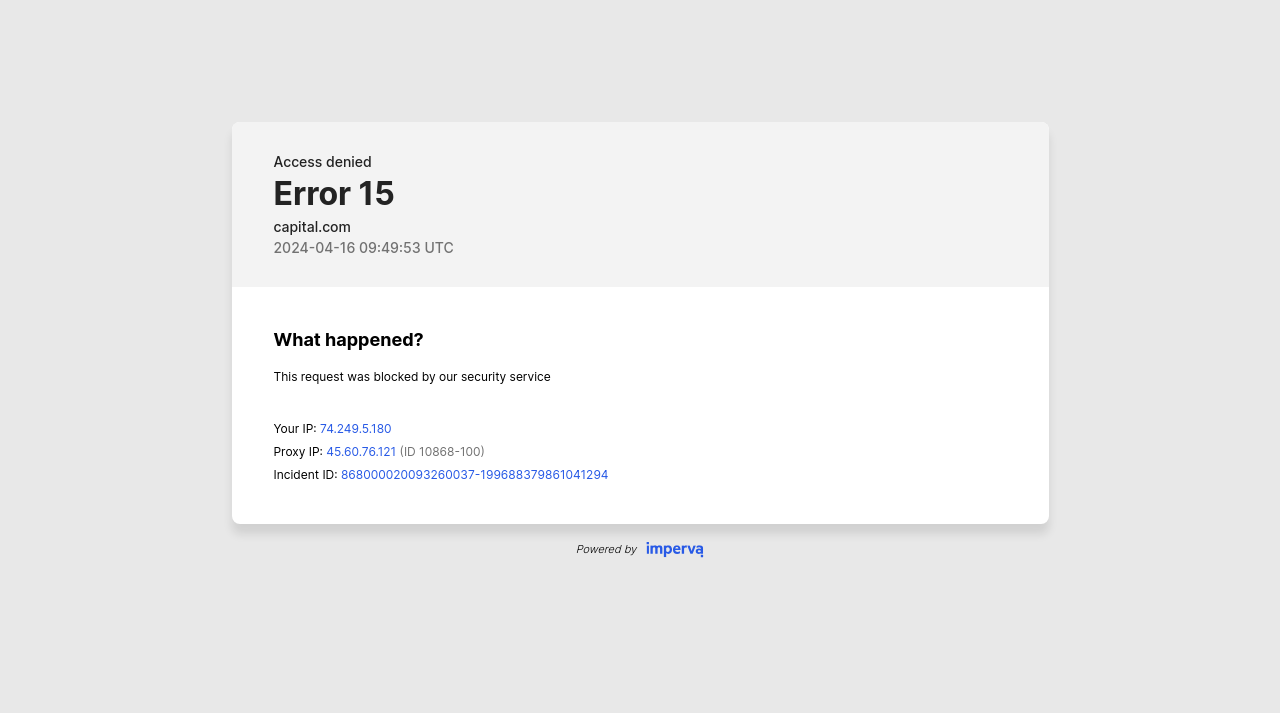 Access denied
Error 15
capital.com
2024-04-16 09:49:53 UTC
What happened?
This request was blocked by our security service
Your IP: 74.249.5.180
Proxy IP: 45.60.76.121 (ID 10868-100)
Incident ID: 868000020093260037-199688379861041294
Powered by imperva